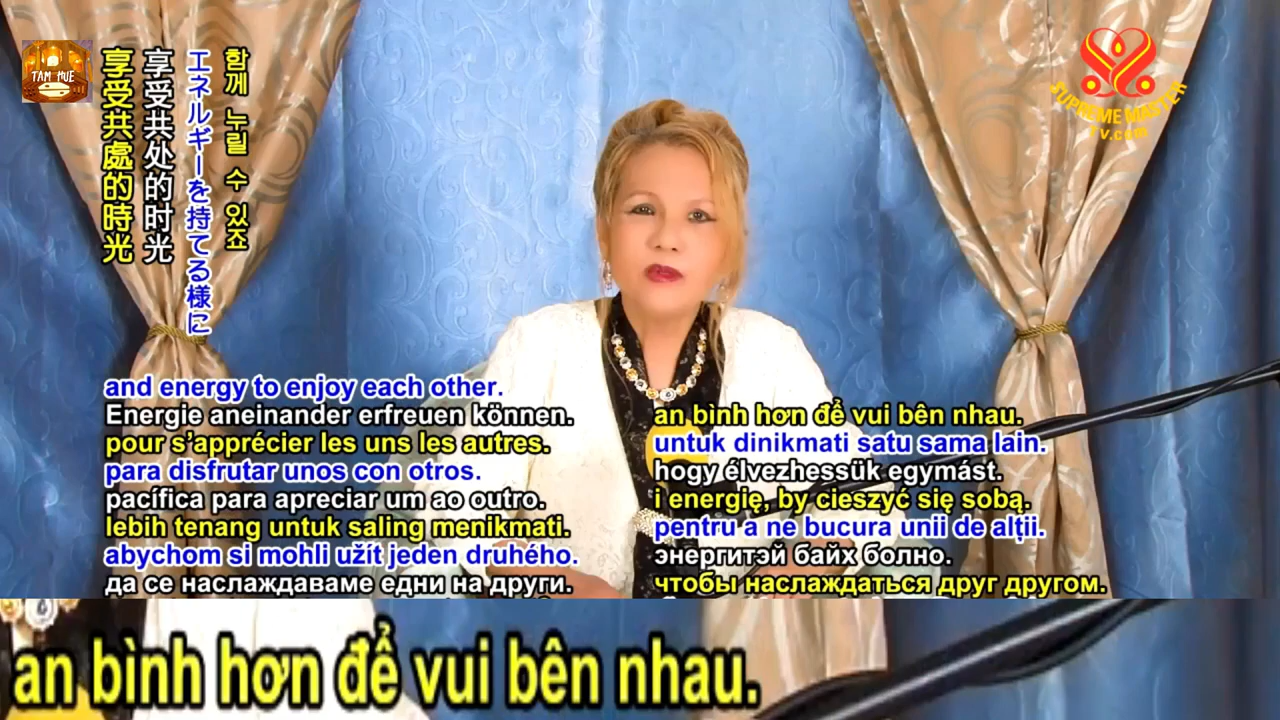 TAM HUE
享受共處的時光
享受共处的时光
エネルギーを持てる様に
함께 누릴 수 있죠
SUPREME MASTER
TV.com
and energy to enjoy each other.
Energie aneinander erfreuen können.
pour s’apprécier les uns les autres.
para disfrutar unos con otros.
pacífica para apreciar um ao outro.
lebih tenang untuk saling menikmati.
abychom si mohli užít jeden druhého.
да се наслаждаваме едни на други.
an bình hơn để vui bên nhau.
untuk dinikmati satu sama lain.
hogy élvezhessük egymást.
i energię, by cieszyć się sobą.
pentru a ne bucura unii de alții.
энергитэй байх болно.
чтобы наслаждаться друг другом.
an bình hơn để vui bên nhau.